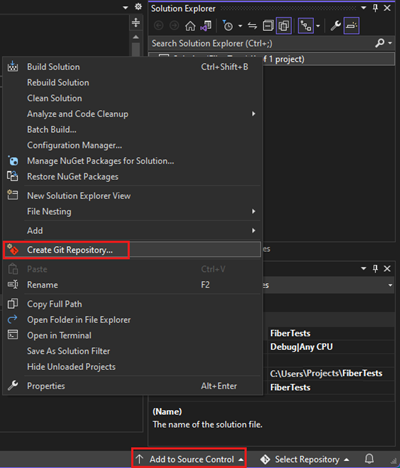 Solution Explorer
Search Solution Explorer (Ctrl+;)
of 1 project)
Build Solution Ctrl+Shift+B
Rebuild Solution
Clean Solution
Analyze and Code Cleanup
Batch Build...
Configuration Manager...
Manage NuGet Packages for Solution...
Restore NuGet Packages
New Solution Explorer View
File Nesting
Add
Create Git Repository...
Paste Ctrl+V
Rename F2
Copy Full Path
Open Folder in File Explorer
Open in Terminal
Save As Solution Filter
Hide Unloaded Projects
Properties Alt+Enter
FiberTests
Debug|Any CPU
C:\Users\Projects\FiberTests
FiberTests
(Name)
The name of the solution file.
Add to Source Control
Select Repository